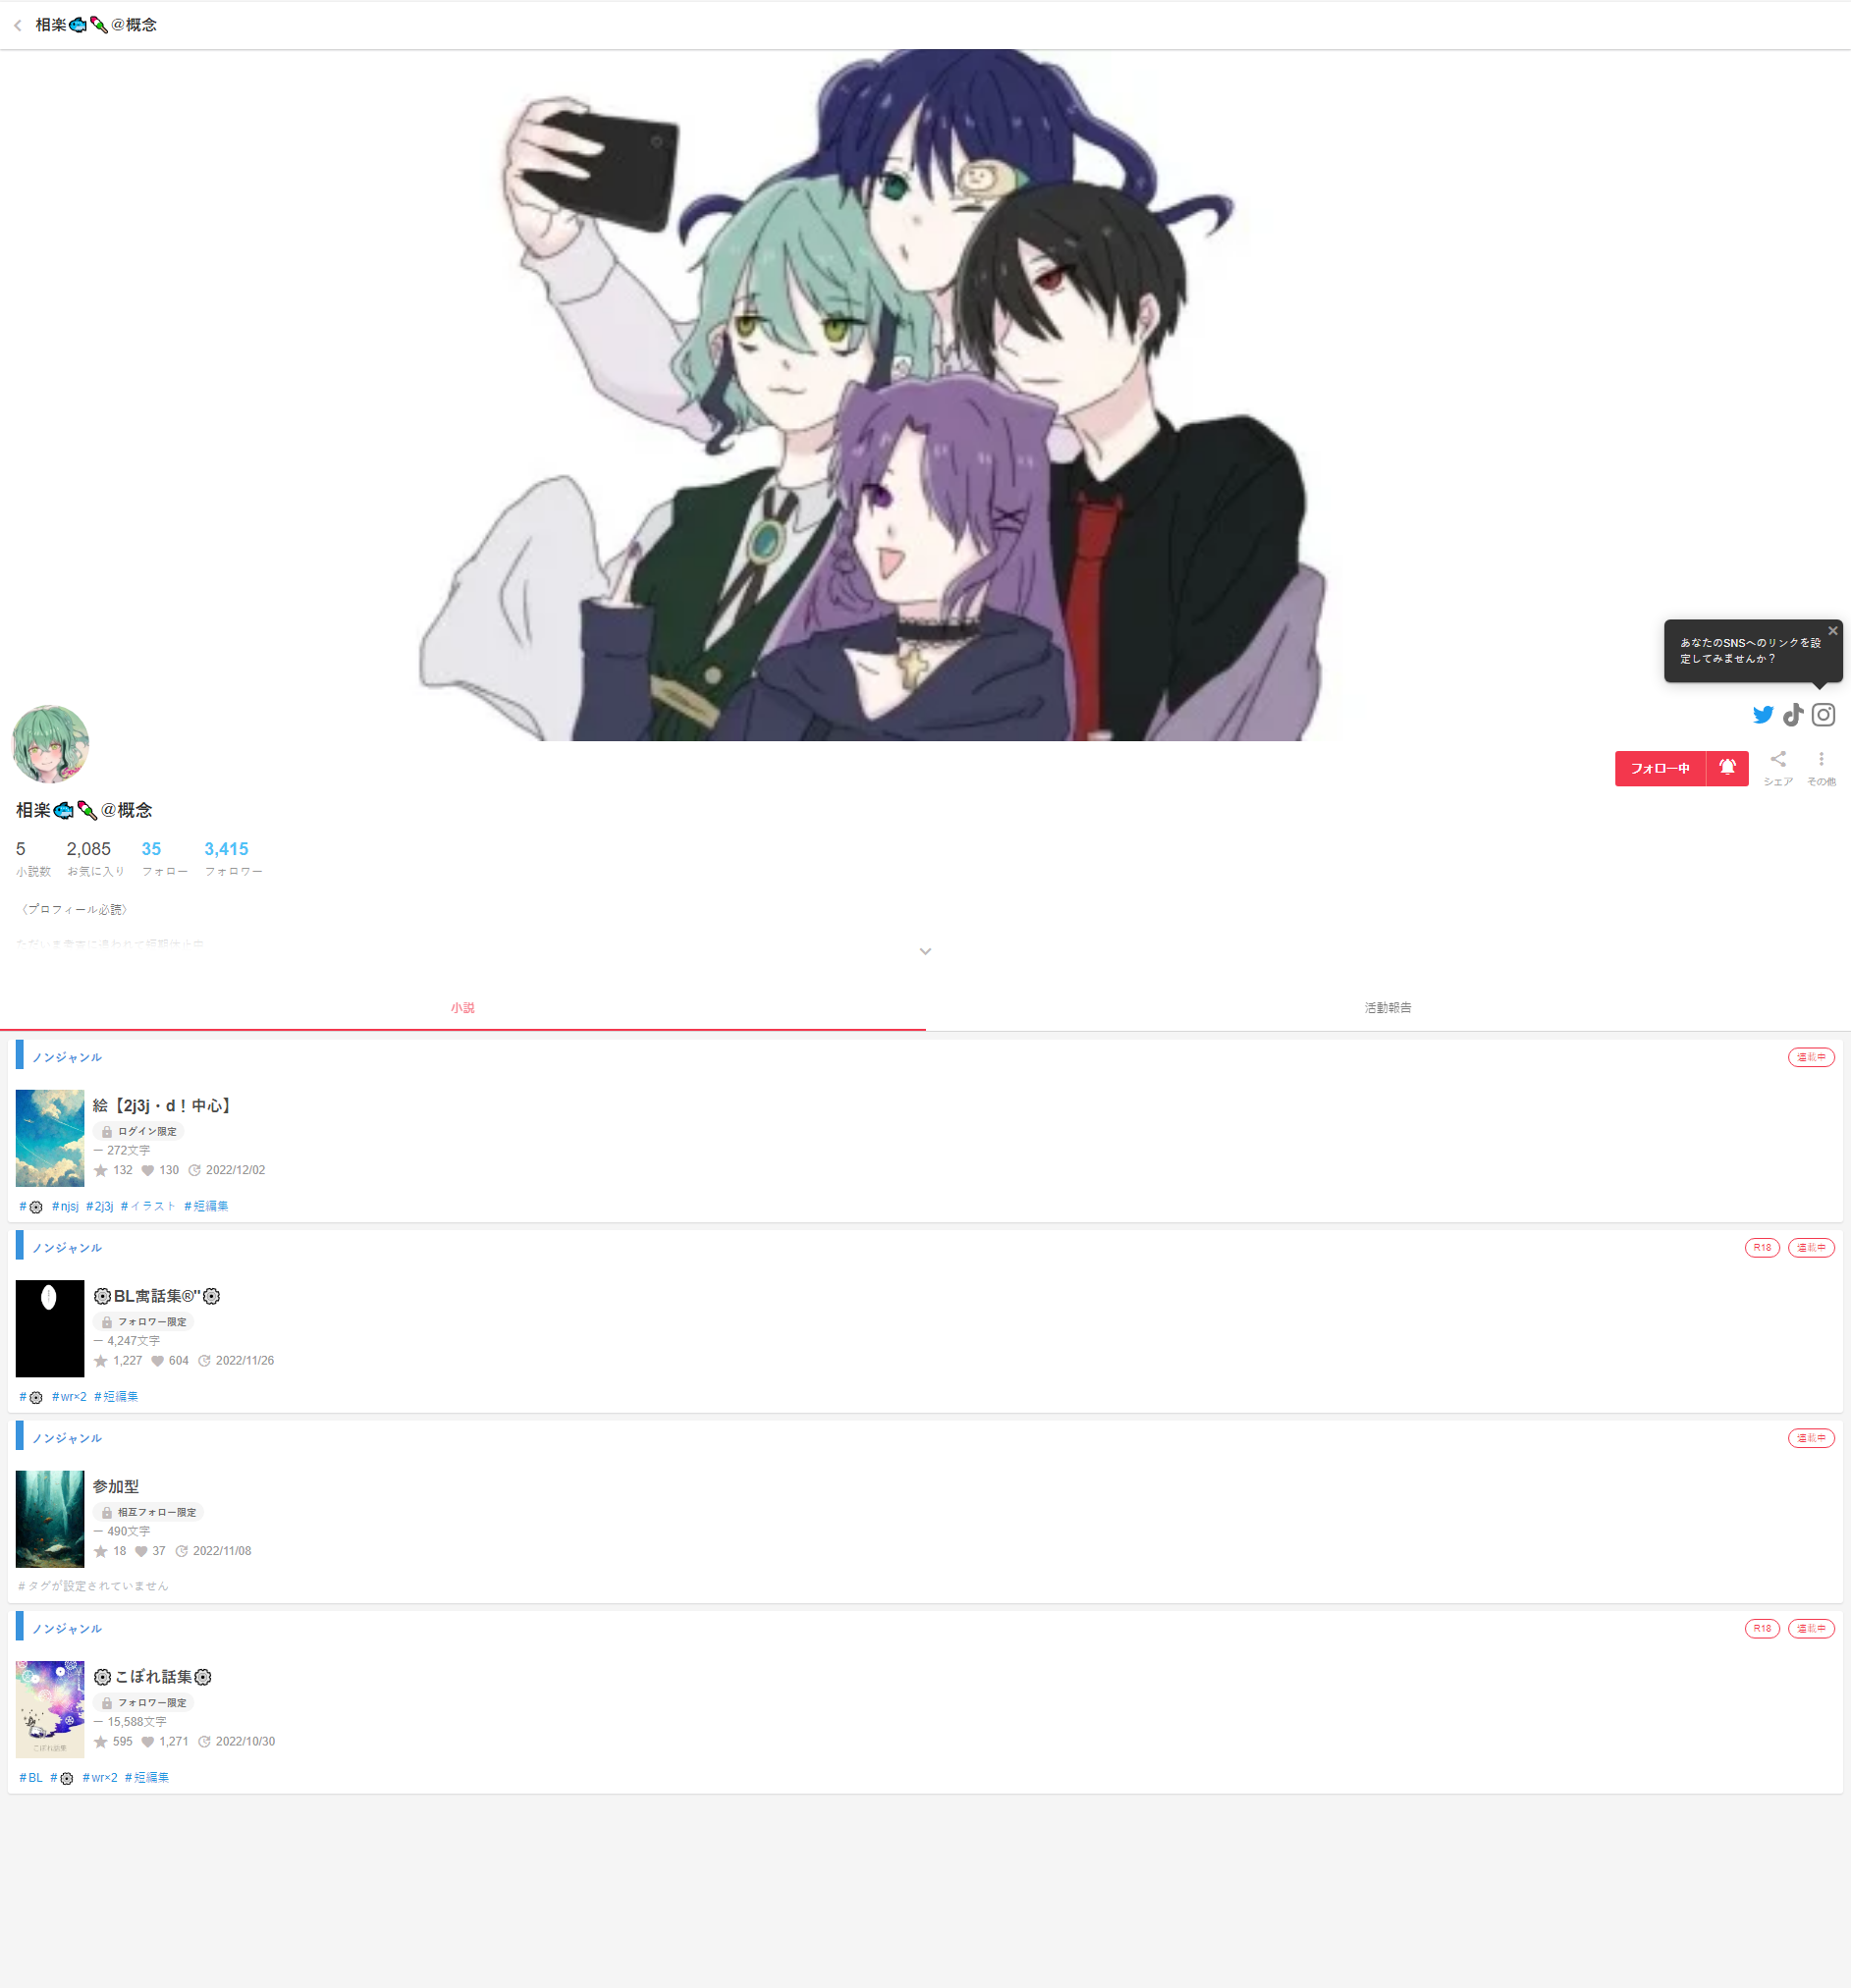 相楽🐟🍡@概念
あなたのSNSへのリンクを設
定してみませんか？
フォロー中
シェア
その他
相楽🐟🍡@概念
5 2,085 35 3,415
小説数 お気に入り フォロー フォロワー
〈プロフィール必読〉
小説 活動報告
ノンジャンル 連載中
絵【2j3j・d！中心】
ログイン限定
ー 272文字
132 130 2022/12/02
#🏵 #njsj #2j3j #イラスト #短編集
ノンジャンル R18 連載中
🏵BL寓話集®"🏵
フォロワー限定
ー 4,247文字
1,227 604 2022/11/26
#🏵 #wr×2 #短編集
ノンジャンル 連載中
参加型
相互フォロー限定
ー 490文字
18 37 2022/11/08
#タグが設定されていません
ノンジャンル R18 連載中
🏵こぼれ話集🏵
こぼれ話集
フォロワー限定
ー 15,588文字
595 1,271 2022/10/30
#BL #🏵 #wr×2 #短編集